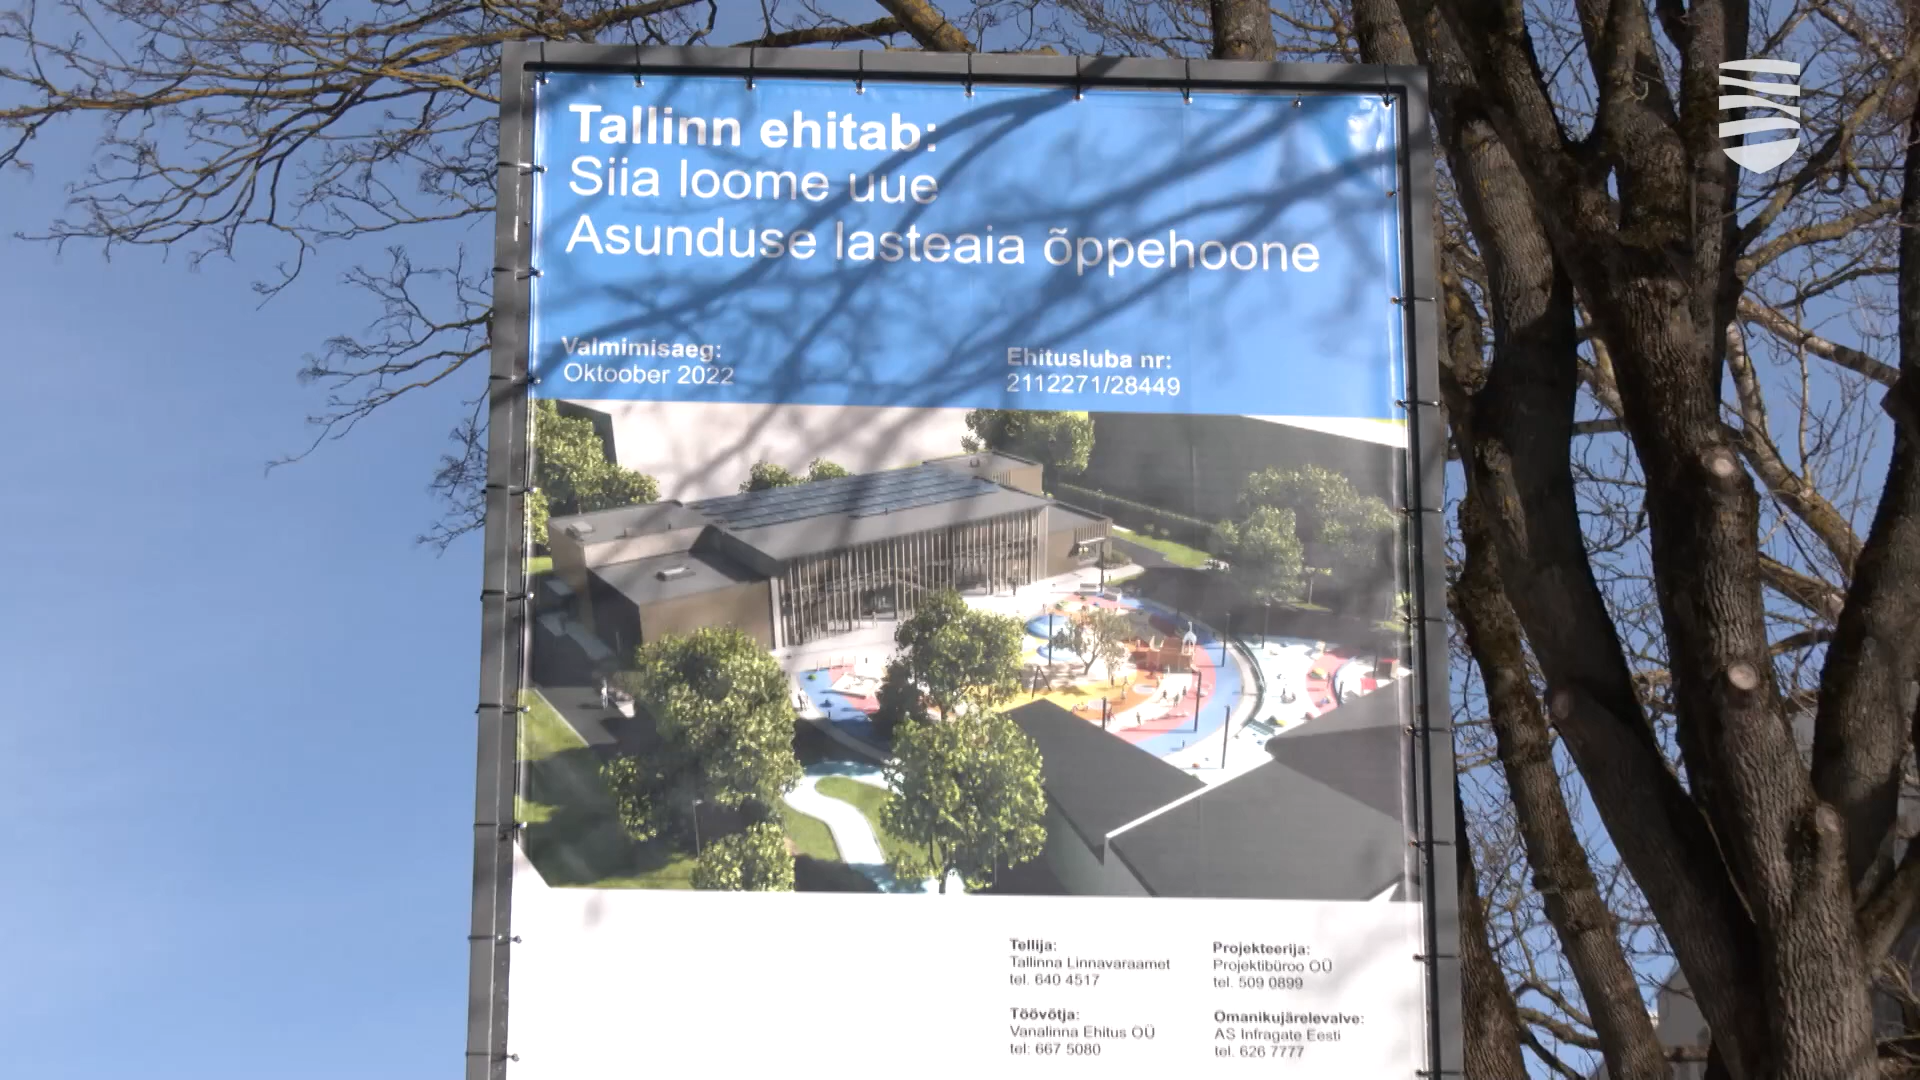 Tallinn ehitab:
Siia loome uue
Asunduse lasteaia õppehoone
Valmimisaeg:
Oktoober 2022
Ehitusluba nr:
2112271/28449
Tellija:
Tallinna Linnavaraamet
tel. 640 4517
Projekteerija:
Projektibüroo OÜ
tel. 509 0899
Töövõtja:
Vanalinna Ehitus OÜ
tel: 667 5080
Omanikujärelevalve:
AS Infragate Eesti
tel. 626 7777